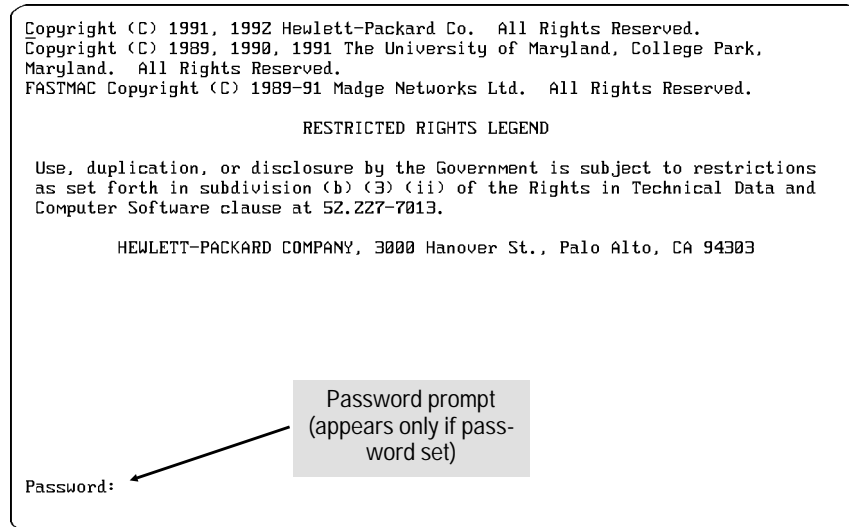 Copyright (C) 1991, 1992 Hewlett-Packard Co.  All Rights Reserved.
Copyright (C) 1989, 1990, 1991 The University of Maryland, College Park,
Maryland.  All Rights Reserved.
FASTMAC Copyright (C) 1989-91 Madge Networks Ltd.  All Rights Reserved.
RESTRICTED RIGHTS LEGEND
Use, duplication, or disclosure by the Government is subject to restrictions
as set forth in subdivision (b) (3) (ii) of the Rights in Technical Data and
Computer Software clause at 52.227-7013.
HEWLETT-PACKARD COMPANY, 3000 Hanover St., Palo Alto, CA 94303
Password prompt
(appears only if pass-
word set)
Password: